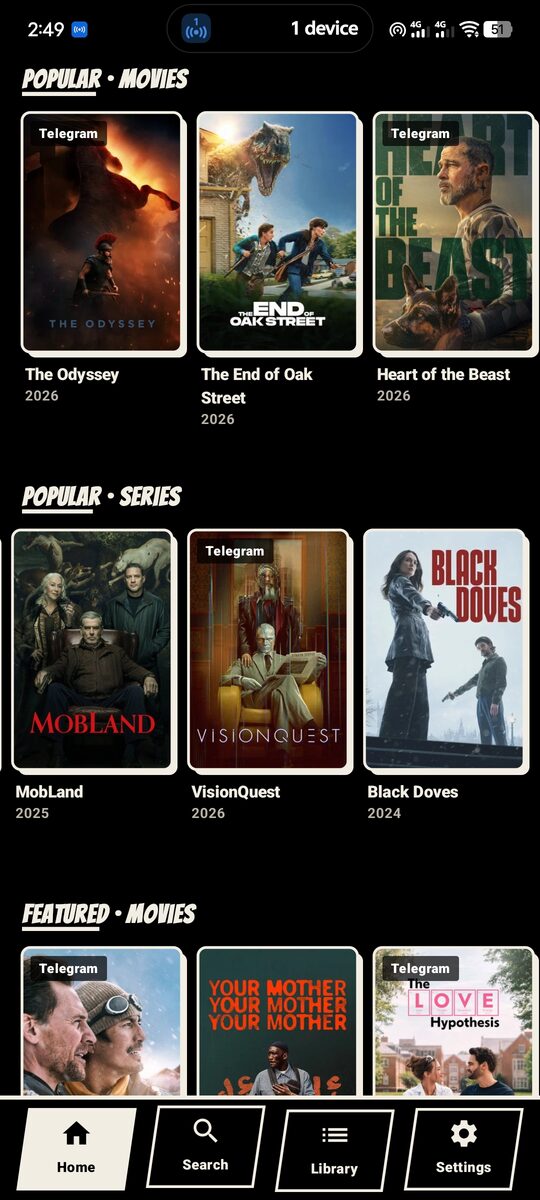 2:49
1
1 device
4G
4G
51
POPULAR • MOVIES
Telegram
THE ODYSSEY
The Odyssey
2026
THE END OF
OAK STREET
The End of Oak
Street
2026
Telegram
HEART
OF
THE
BEAST
Heart of the Beast
2026
POPULAR • SERIES
MOBLAND
MobLand
2025
Telegram
VISIONQUEST
VisionQuest
2026
BLACK
DOVES
Black Doves
2024
FEATURED • MOVIES
Telegram
YOUR MOTHER
YOUR MOTHER
YOUR MOTHER
Telegram
The
LOVE
Hypothesis
Home
Search
Library
Settings